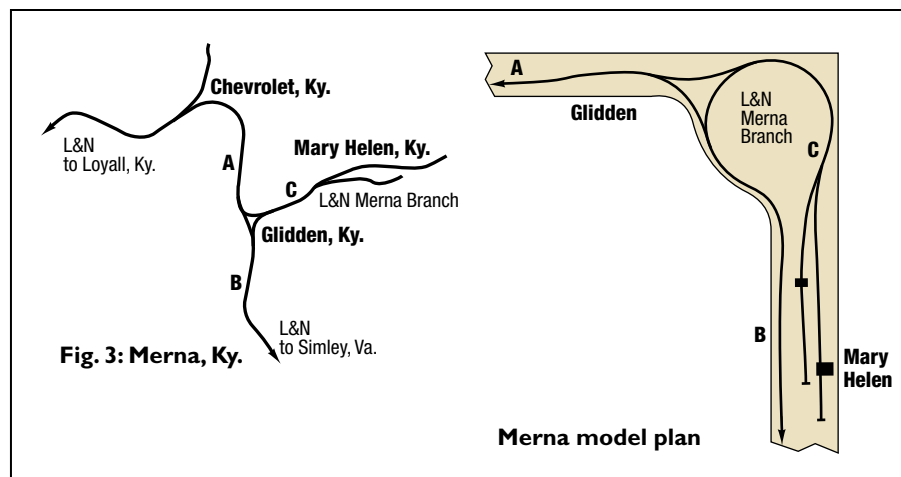 Chevrolet, Ky.
L&N
to Loyall, Ky.
A
Mary Helen, Ky.
C
L&N Merna Branch
Glidden, Ky.
B
L&N
to Simley, Va.
Fig. 3: Merna, Ky.
A
Glidden
L&N
Merna
Branch
C
B
Mary
Helen
Merna model plan